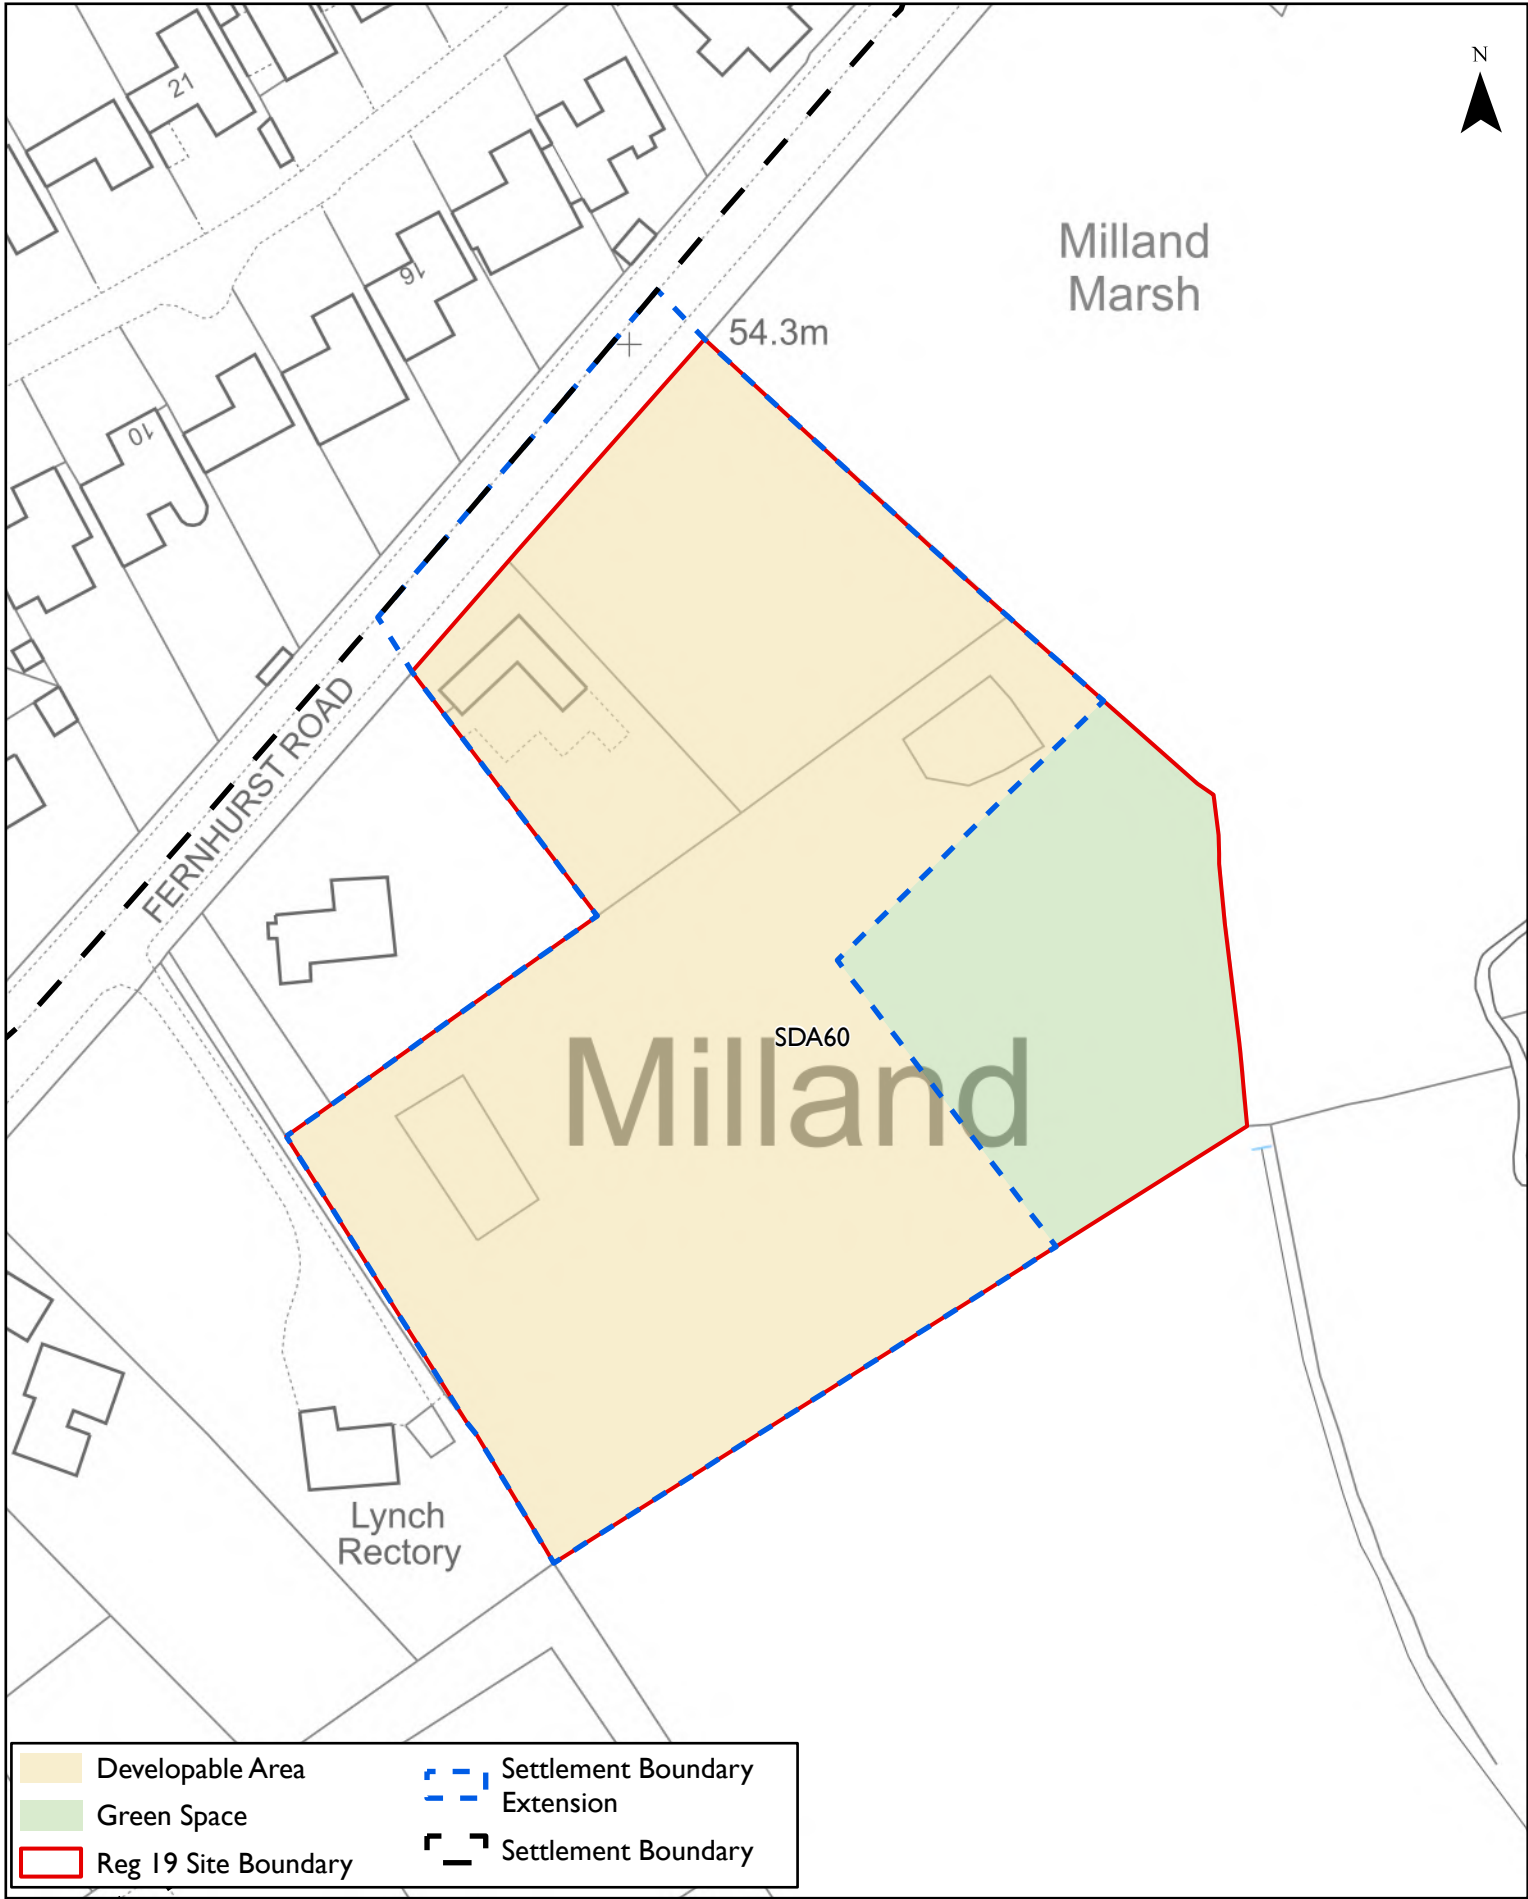 N
21
Milland
Marsh
16
54.3m
10
FERNHURST ROAD
SDA60
Milland
Lynch
Rectory
Developable Area
Green Space
Reg 19 Site Boundary
Settlement Boundary
Extension
Settlement Boundary